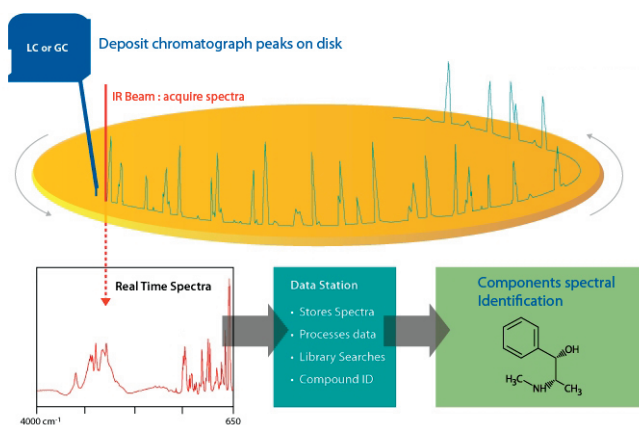 LC or GC
Deposit chromatograph peaks on disk
IR Beam : acquire spectra
Real Time Spectra
4000 cm⁻¹
650
Data Station
• Stores Spectra
• Processes data
• Library Searches
• Compound ID
Components spectral
Identification
OH
H₃C
NH
CH₃